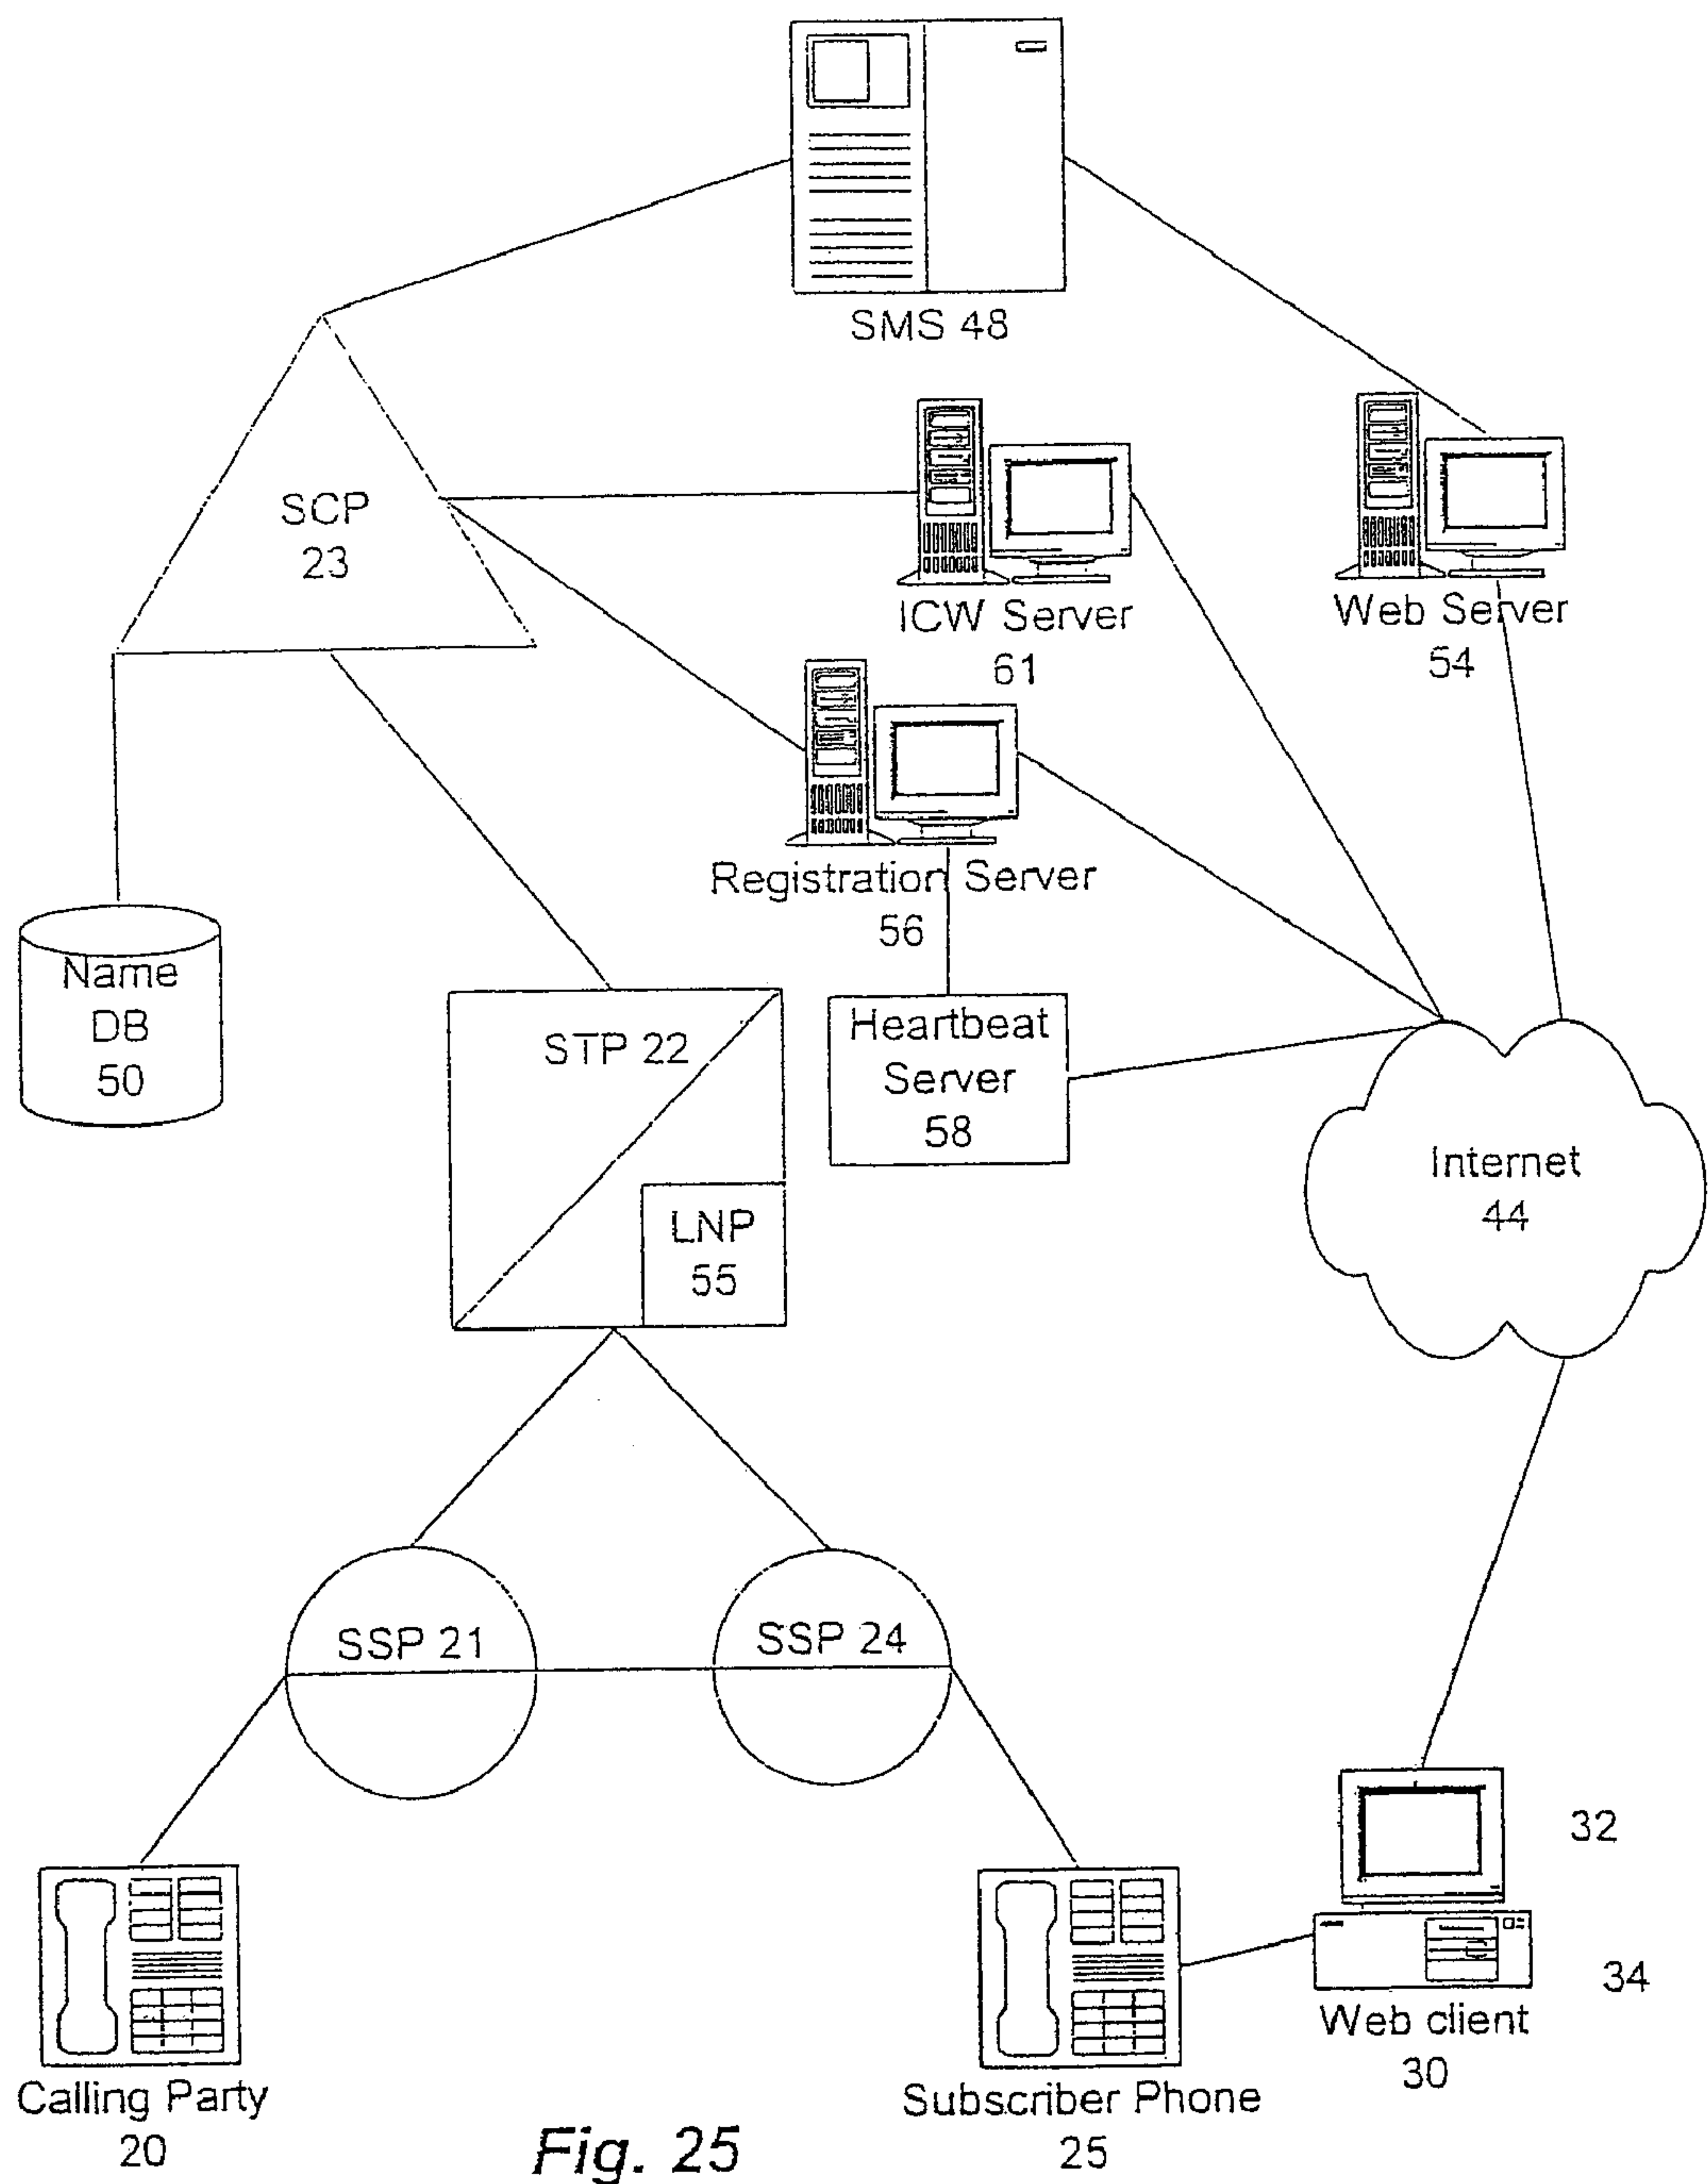 SMS 48
SCP
23
ICW Server
61
Web Server
54
Registration Server
56
Name
DB
50
STP 22
Heartbeat
Server
58
LNP
55
Internet
44
SSP 21
SSP 24
32
34
Web client
30
Calling Party
20
Subscriber Phone
25
Fig. 25